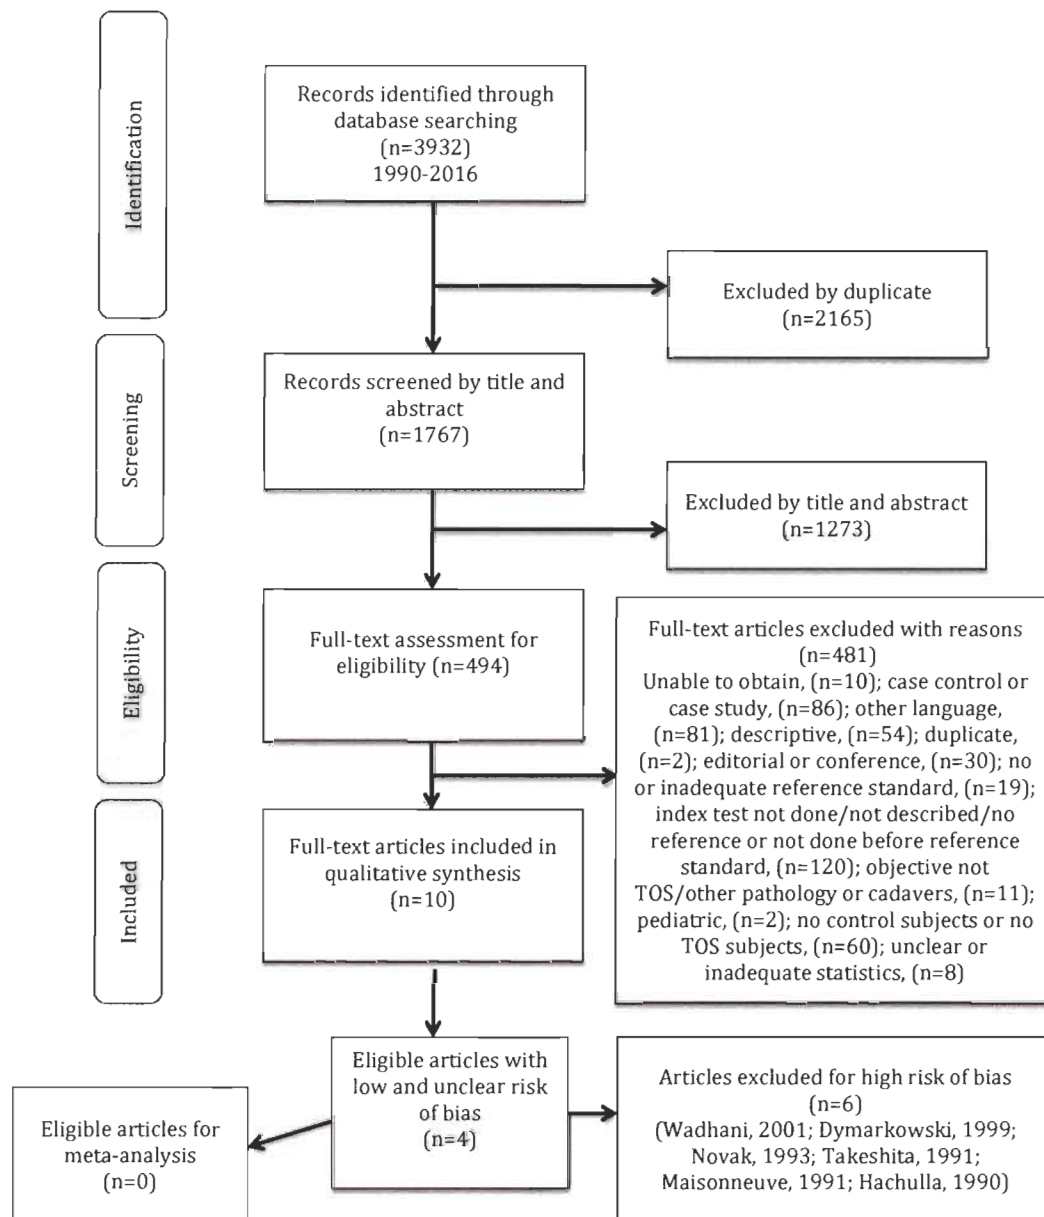 Identification
Records identified through
database searching
(n=3932)
1990-2016
Excluded by duplicate
(n=2165)
Screening
Records screened by title and
abstract
(n=1767)
Excluded by title and abstract
(n=1273)
Eligibility
Full-text assessment for
eligibility (n=494)
Full-text articles excluded with reasons
(n=481)
Unable to obtain, (n=10); case control or
case study, (n=86); other language,
(n=81); descriptive, (n=54); duplicate,
(n=2); editorial or conference, (n=30); no
or inadequate reference standard, (n=19);
index test not done/not described/no
reference or not done before reference
standard, (n=120); objective not
TOS/other pathology or cadavers, (n=11);
pediatric, (n=2); no control subjects or no
TOS subjects, (n=60); unclear or
inadequate statistics, (n=8)
Included
Full-text articles included in
qualitative synthesis
(n=10)
Eligible articles with
low and unclear risk
of bias
(n=4)
Articles excluded for high risk of bias
(n=6)
(Wadhani, 2001; Dymarkowski, 1999;
Novak, 1993; Takeshita, 1991;
Maisonneuve, 1991; Hachulla, 1990)
Eligible articles for
meta-analysis
(n=0)